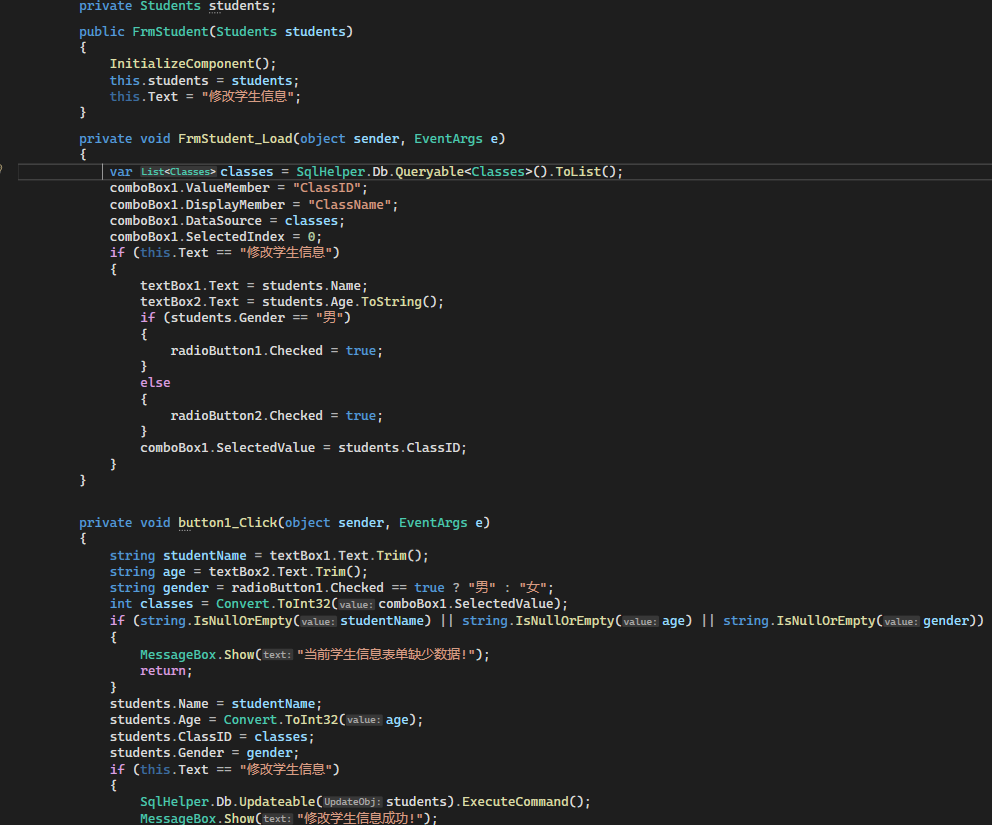 private Students students;
public FrmStudent(Students students)
{
InitializeComponent();
this.students = students;
this.Text = "修改学生信息";
}
private void FrmStudent_Load(object sender, EventArgs e)
{
var List<Classes> classes = SqlHelper.Db.Queryable<Classes>().ToList();
comboBox1.ValueMember = "ClassID";
comboBox1.DisplayMember = "ClassName";
comboBox1.DataSource = classes;
comboBox1.SelectedIndex = 0;
if (this.Text == "修改学生信息")
{
textBox1.Text = students.Name;
textBox2.Text = students.Age.ToString();
if (students.Gender == "男")
{
radioButton1.Checked = true;
}
else
{
radioButton2.Checked = true;
}
comboBox1.SelectedValue = students.ClassID;
}
}
private void button1_Click(object sender, EventArgs e)
{
string studentName = textBox1.Text.Trim();
string age = textBox2.Text.Trim();
string gender = radioButton1.Checked == true ? "男" : "女";
int classes = Convert.ToInt32(value: comboBox1.SelectedValue);
if (string.IsNullOrEmpty(value: studentName) || string.IsNullOrEmpty(value: age) || string.IsNullOrEmpty(value: gender))
{
MessageBox.Show(text: "当前学生信息表单缺少数据!");
return;
}
students.Name = studentName;
students.Age = Convert.ToInt32(value: age);
students.ClassID = classes;
students.Gender = gender;
if (this.Text == "修改学生信息")
{
SqlHelper.Db.Updateable(UpdateObj: students).ExecuteCommand();
MessageBox.Show(text: "修改学生信息成功!");